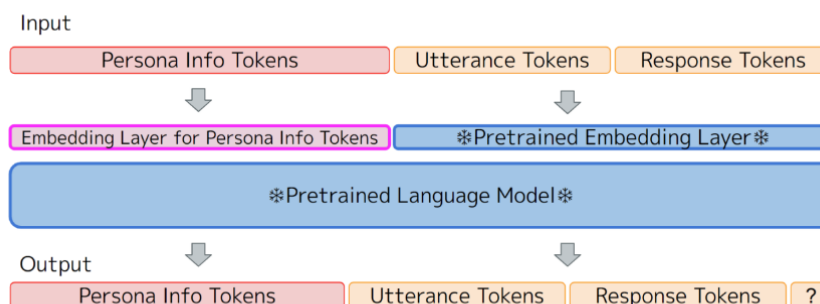 Input
Persona Info Tokens Utterance Tokens Response Tokens
Embedding Layer for Persona Info Tokens ❄Pretrained Embedding Layer❄
❄Pretrained Language Model❄
Output
Persona Info Tokens Utterance Tokens Response Tokens ?